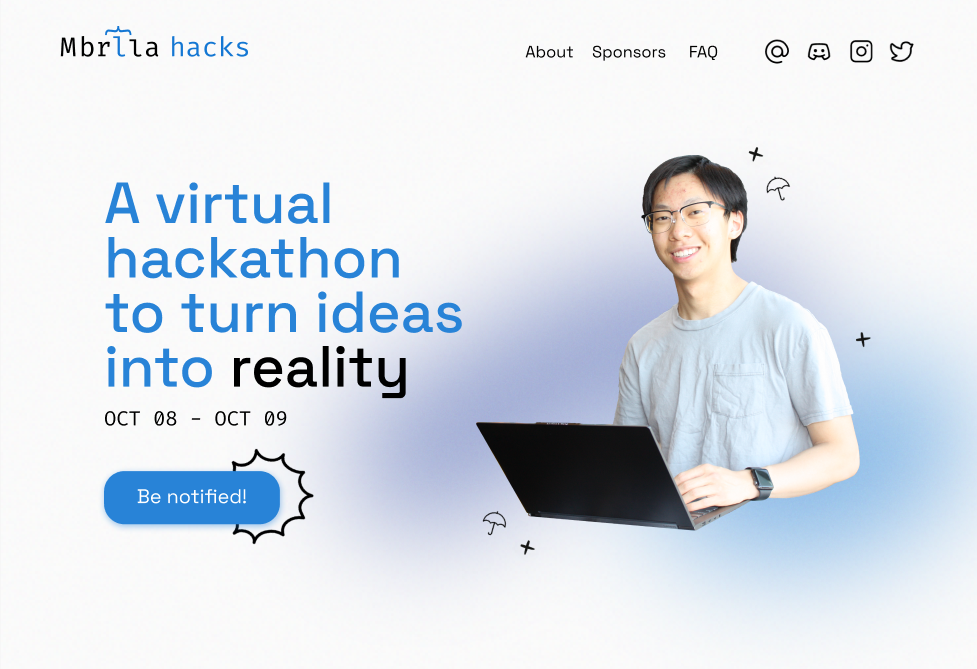 Mbrlla hacks
About Sponsors FAQ
A virtual
hackathon
to turn ideas
into reality
OCT 08 - OCT 09
Be notified!